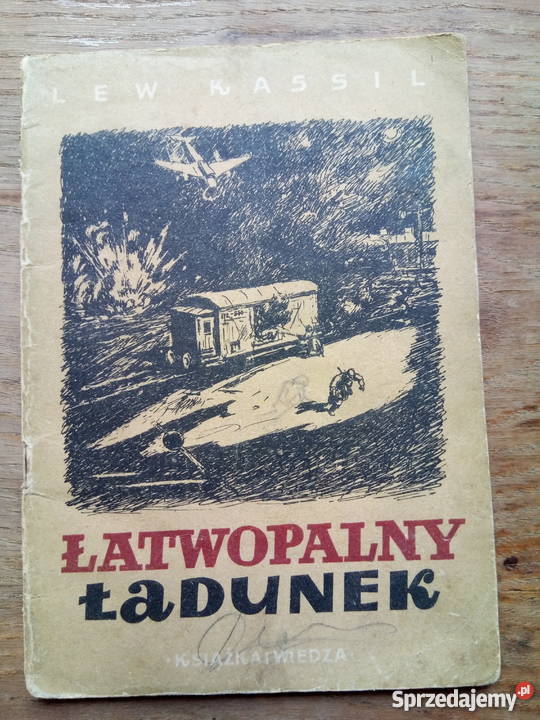 LEW KASSIL
ŁATWOPALNY
ŁADUNEK
·KSIĄŻKA I WIEDZA·
Sprzedajemy.pl